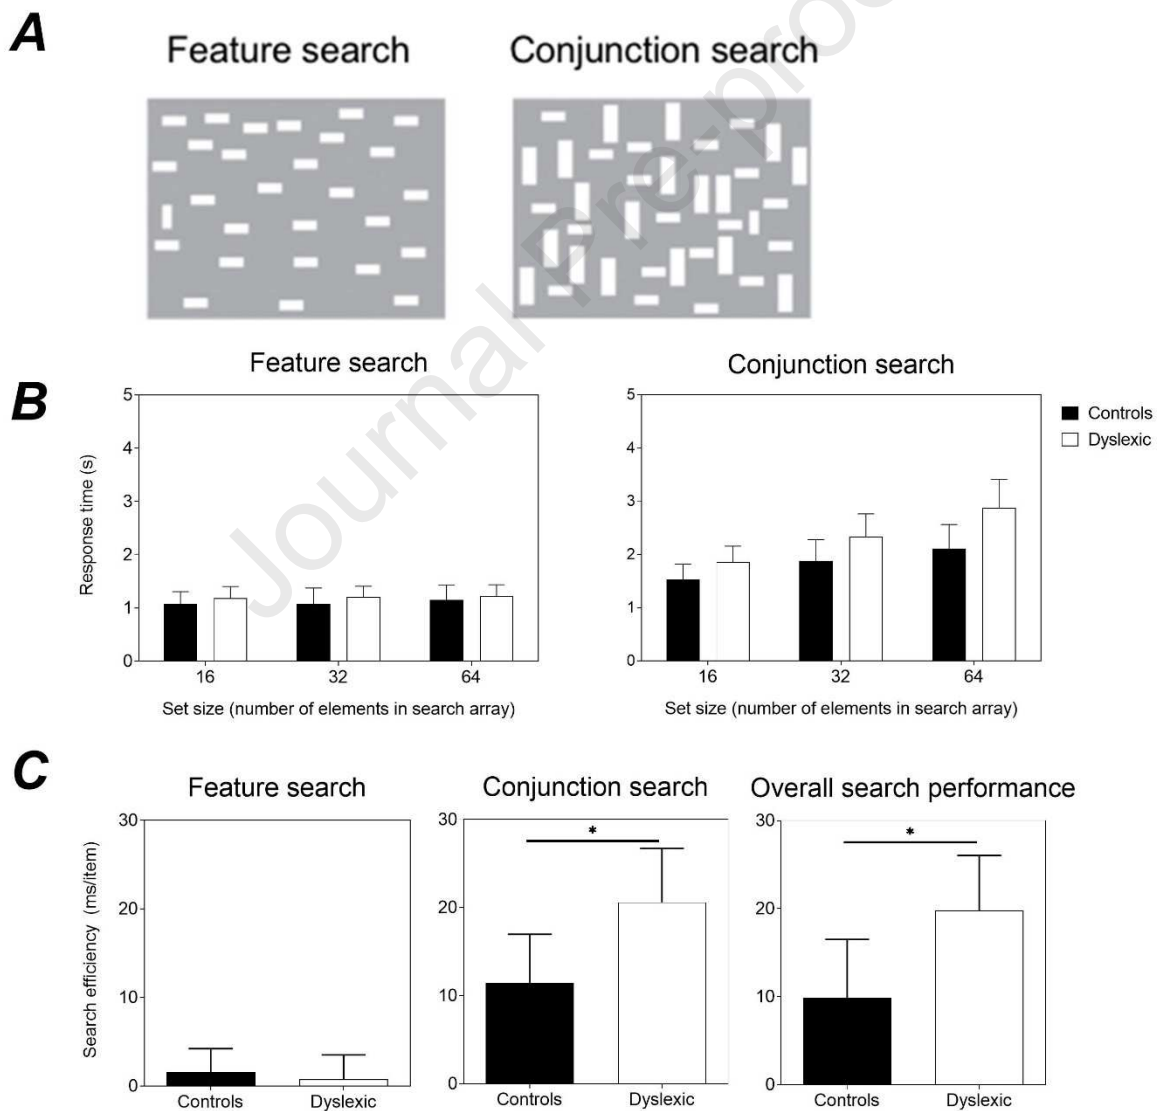 A
Feature search
Conjunction search
Journal Pre-proo
B
Feature search
Conjunction search
Response time (s)
5
4
3
2
1
0
16
32
64
Set size (number of elements in search array)
5
4
3
2
1
0
16
32
64
Set size (number of elements in search array)
Controls
Dyslexic
C
Feature search
Conjunction search
Overall search performance
Search efficiency (ms/item)
30
20
10
0
Controls
Dyslexic
30
20
10
0
*
Controls
Dyslexic
30
20
10
0
*
Controls
Dyslexic